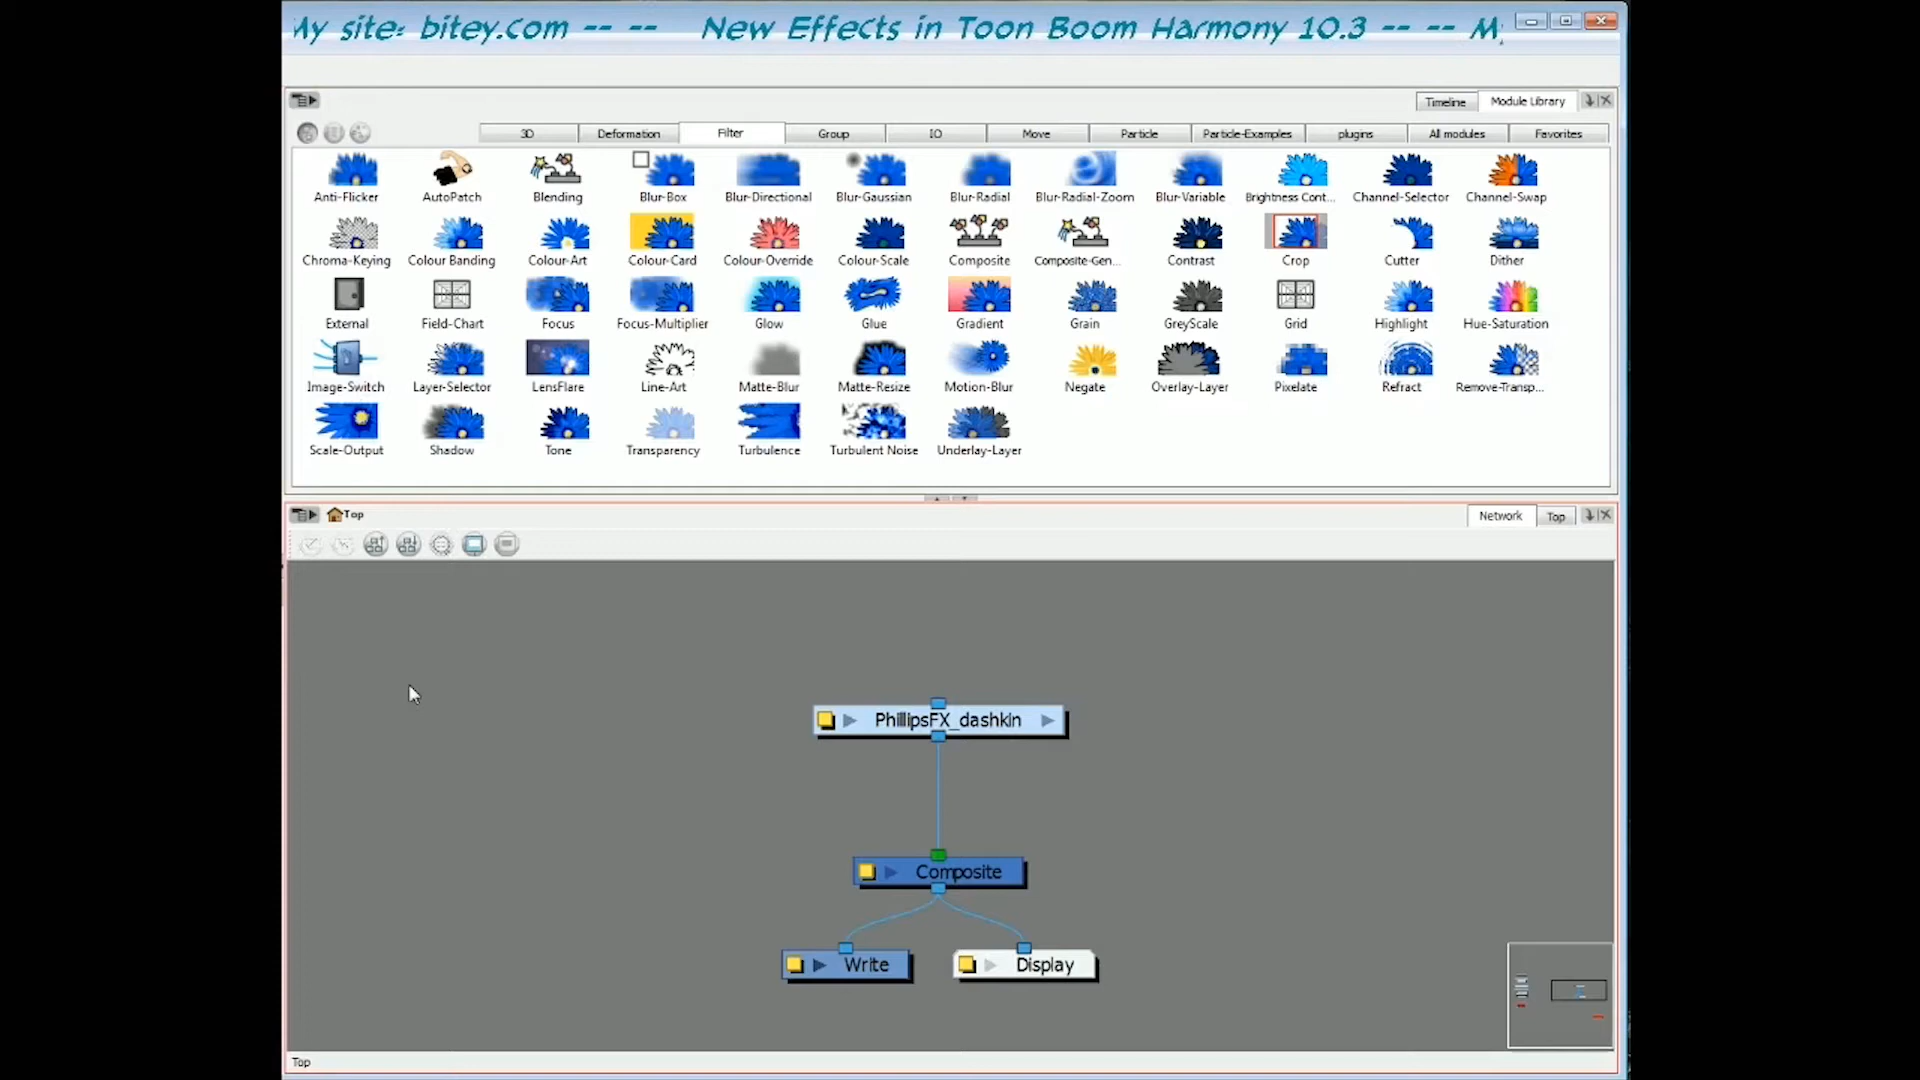 My site: bitey.com -- -- New Effects in Toon Boom Harmony 10.3 -- -- M
Timeline Module Library
3D Deformation Filter Group IO Move Particle Particle-Examples plugins All modules Favorites
Anti-Flicker AutoPatch Blending Blur-Box Blur-Directional Blur-Gaussian Blur-Radial Blur-Radial-Zoom Blur-Variable Brightness Cont... Channel-Selector Channel-Swap
Chroma-Keying Colour Banding Colour-Art Colour-Card Colour-Override Colour-Scale Composite Composite-Gen... Contrast Crop Cutter Dither
External Field-Chart Focus Focus-Multiplier Glow Glue Gradient Grain GreyScale Grid Highlight Hue-Saturation
Image-Switch Layer-Selector LensFlare Line-Art Matte-Blur Matte-Resize Motion-Blur Negate Overlay-Layer Pixelate Refract Remove-Transp...
Scale-Output Shadow Tone Transparency Turbulence Turbulent Noise Underlay-Layer
Top Network Top
PhillipsFX_dashkin
Composite
Write Display
Top